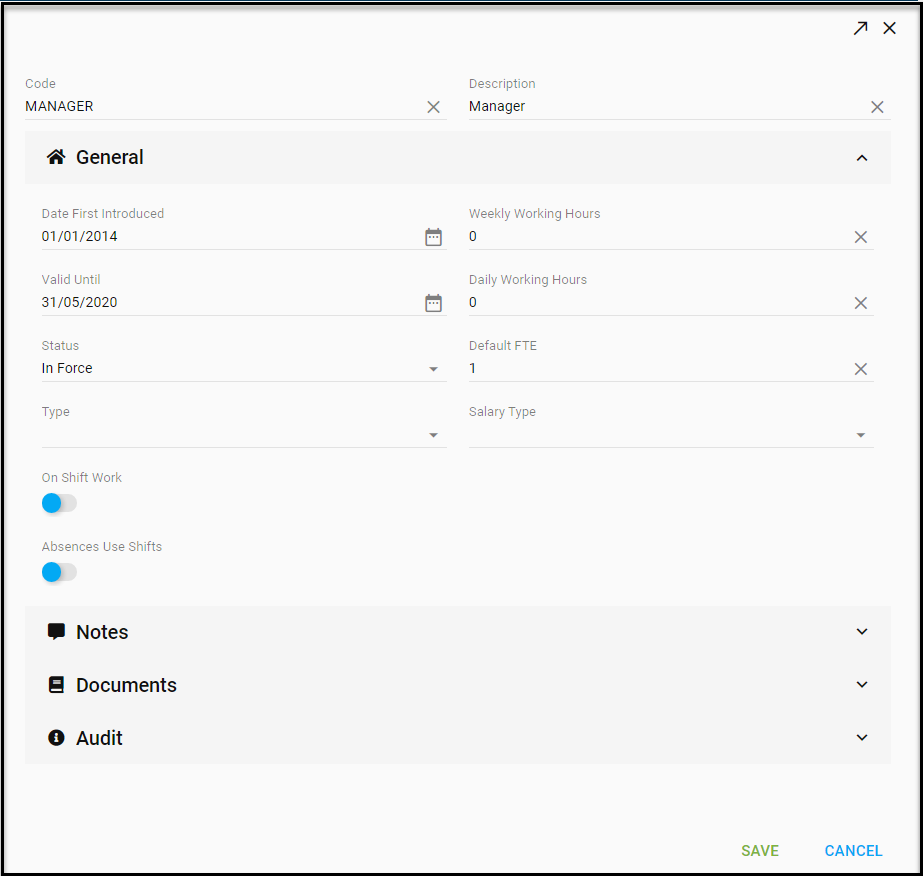 Code
MANAGER
Description
Manager
General
Date First Introduced
01/01/2014
Weekly Working Hours
0
Valid Until
31/05/2020
Daily Working Hours
0
Status
In Force
Default FTE
1
Type
Salary Type
On Shift Work
Absences Use Shifts
Notes
Documents
Audit
SAVE
CANCEL